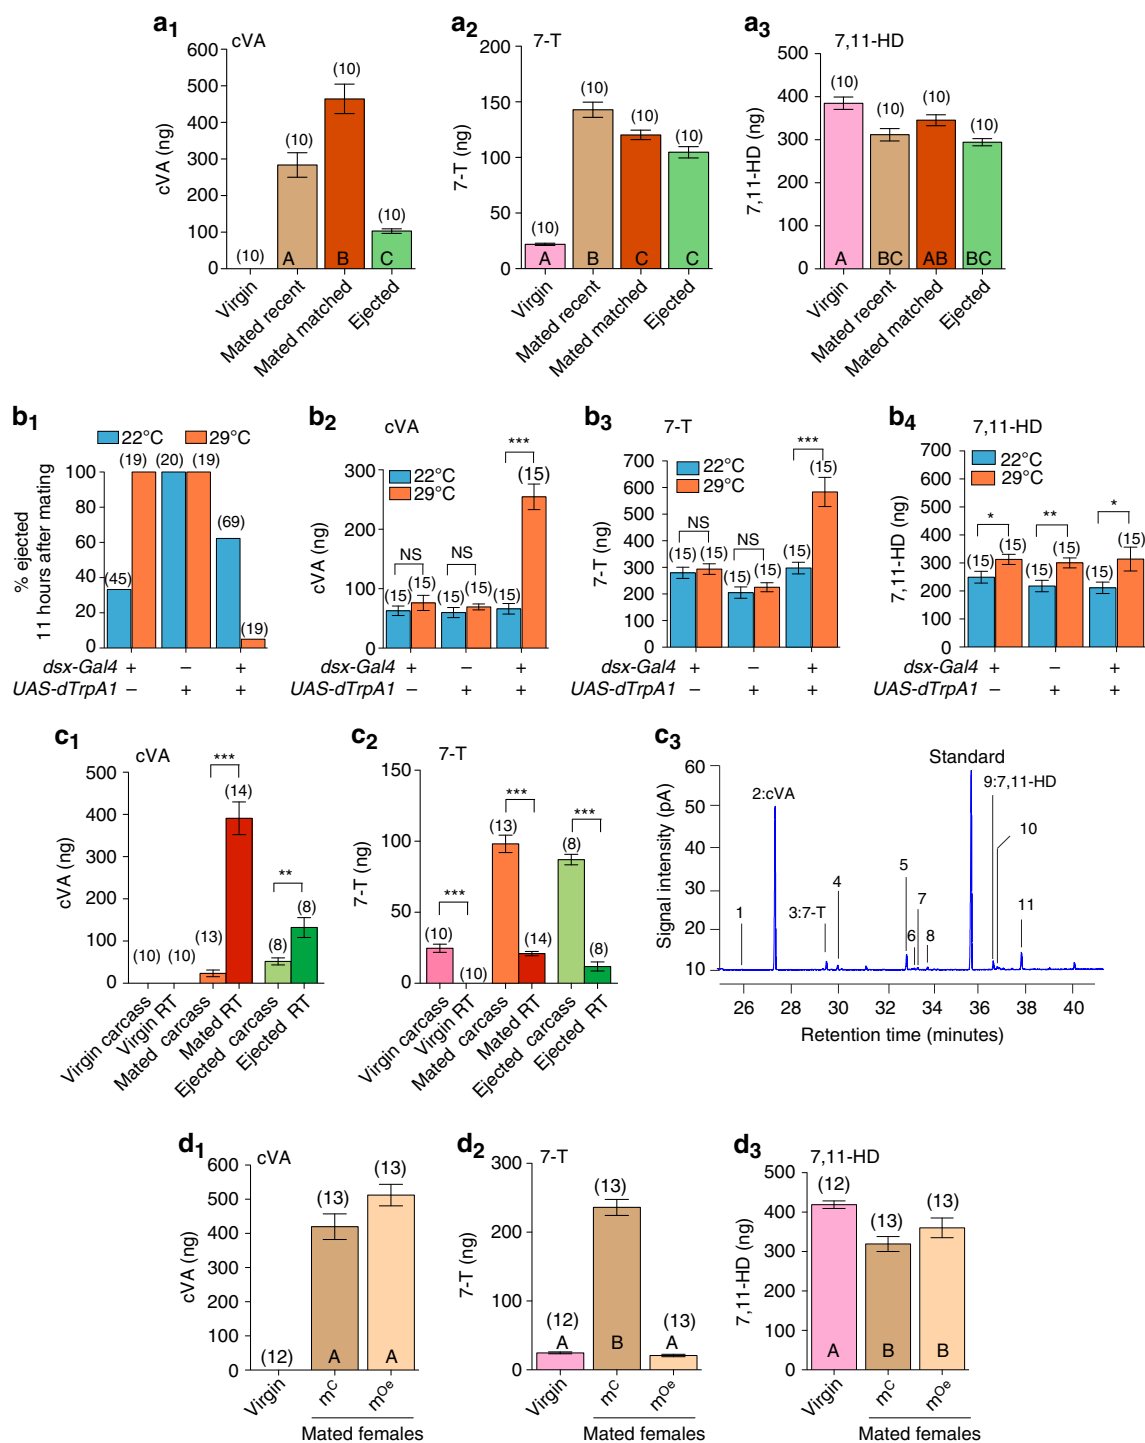 a1 cVA
cVA (ng)
600
500
400
300
200
100
0
(10) (10) (10) (10)
A B C
Virgin
Mated recent
Mated matched
Ejected
a2 7-T
7-T (ng)
200
150
100
50
0
(10) (10) (10) (10)
A B C C
Virgin
Mated recent
Mated matched
Ejected
a3 7,11-HD
7,11-HD (ng)
500
400
300
200
100
0
(10) (10) (10) (10)
A BC AB BC
Virgin
Mated recent
Mated matched
Ejected
b1
22°C 29°C
% ejected
11 hours after mating
100
80
60
40
20
0
(45) (19) (20) (19) (69) (19)
dsx-Gal4 + − +
UAS-dTrpA1 − + +
b2 cVA
22°C
29°C
cVA (ng)
300
200
100
0
NS NS ***
(15) (15) (15) (15) (15) (15)
dsx-Gal4 + − +
UAS-dTrpA1 − + +
b3 7-T
22°C
29°C
7-T (ng)
700
600
500
400
300
200
100
0
NS NS ***
(15) (15) (15) (15) (15) (15)
dsx-Gal4 + − +
UAS-dTrpA1 − + +
b4 7,11-HD
22°C
29°C
7,11-HD (ng)
700
600
500
400
300
200
100
0
* ** *
(15) (15) (15) (15) (15) (15)
dsx-Gal4 + − +
UAS-dTrpA1 − + +
c1 cVA
cVA (ng)
500
400
300
200
100
0
*** **
(10) (10) (13) (14) (8) (8)
Virgin carcass
Virgin RT
Mated carcass
Mated RT
Ejected carcass
Ejected RT
c2 7-T
7-T (ng)
150
100
50
0
*** *** ***
(10) (10) (13) (14) (8) (8)
Virgin carcass
Virgin RT
Mated carcass
Mated RT
Ejected carcass
Ejected RT
c3
Signal intensity (pA)
60
50
40
30
20
10
1 2:cVA 3:7-T 4 5 6 7 8 Standard 9:7,11-HD 10 11
26 28 30 32 34 36 38 40
Retention time (minutes)
d1 cVA
cVA (ng)
600
500
400
300
200
100
0
(12) (13) (13)
A A
Virgin mC mOe
Mated females
d2 7-T
7-T (ng)
300
200
100
0
(12) (13) (13)
A B A
Virgin mC mOe
Mated females
d3 7,11-HD
7,11-HD (ng)
500
400
300
200
100
0
(12) (13) (13)
A B B
Virgin mC mOe
Mated females